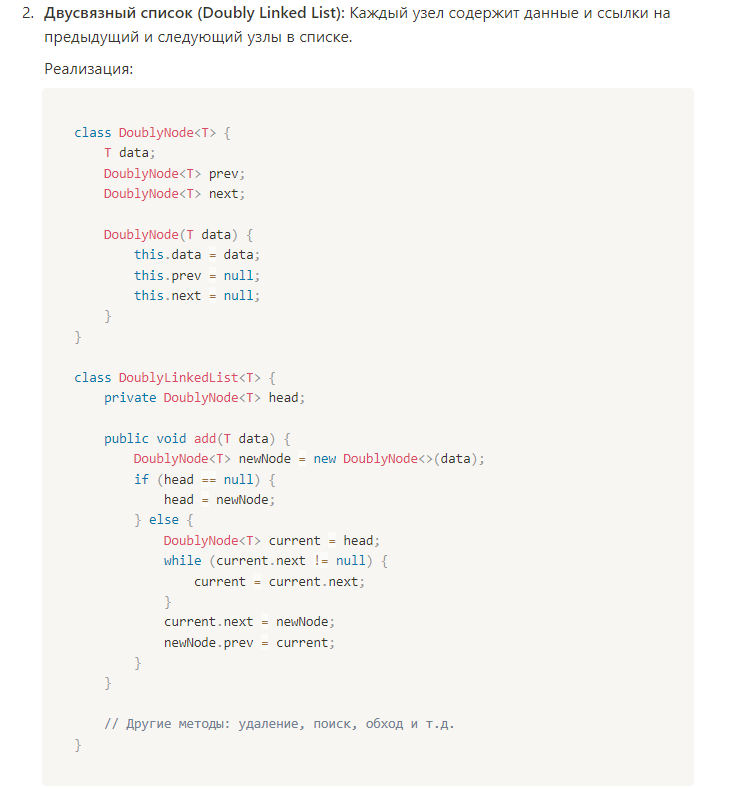 2. Двусвязный список (Doubly Linked List): Каждый узел содержит данные и ссылки на
предыдущий и следующий узлы в списке.
Реализация:
class DoublyNode<T> {
    T data;
    DoublyNode<T> prev;
    DoublyNode<T> next;

    DoublyNode(T data) {
        this.data = data;
        this.prev = null;
        this.next = null;
    }
}

class DoublyLinkedList<T> {
    private DoublyNode<T> head;

    public void add(T data) {
        DoublyNode<T> newNode = new DoublyNode<>(data);
        if (head == null) {
            head = newNode;
        } else {
            DoublyNode<T> current = head;
            while (current.next != null) {
                current = current.next;
            }
            current.next = newNode;
            newNode.prev = current;
        }
    }

    // Другие методы: удаление, поиск, обход и т.д.
}